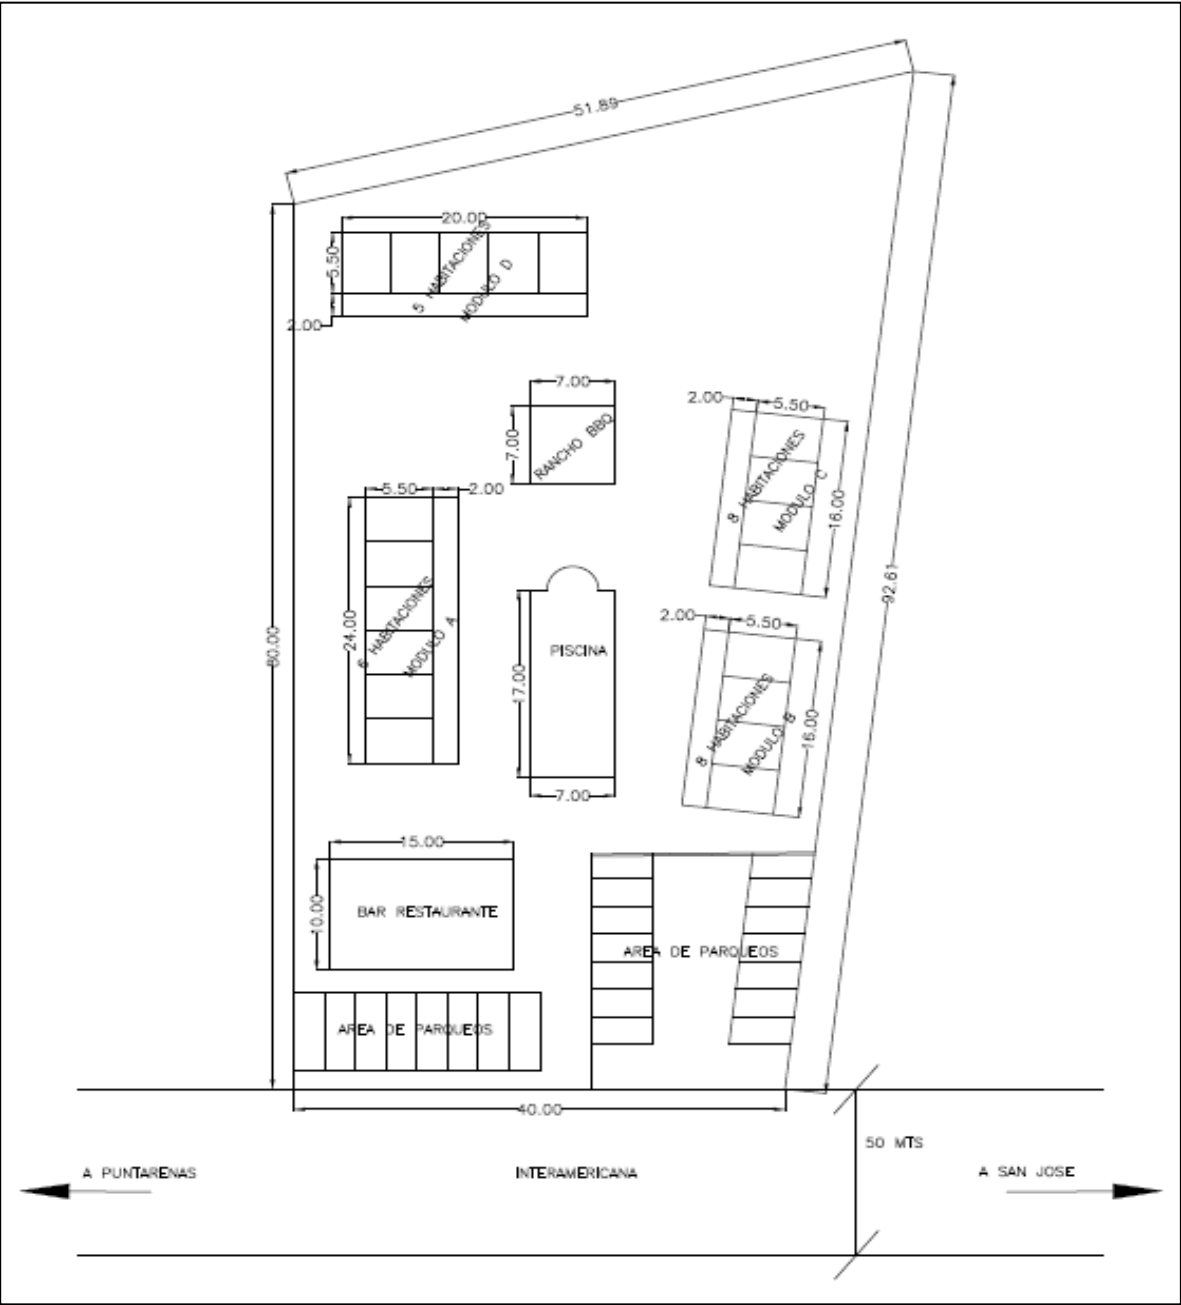 51.89
20.00
5.50
5 HABITACIONES
MODULO D
2.00
7.00
7.00
RANCHO BBQ
2.00
5.50
8 HABITACIONES
MODULO C
16.00
5.50
2.00
24.00
6 HABITACIONES
MODULO A
80.00
92.61
PISCINA
17.00
7.00
2.00
5.50
8 HABITACIONES
MODULO B
16.00
15.00
10.00
BAR RESTAURANTE
AREA DE PARQUEOS
AREA DE PARQUEOS
40.00
50 MTS
A PUNTARENAS
INTERAMERICANA
A SAN JOSE